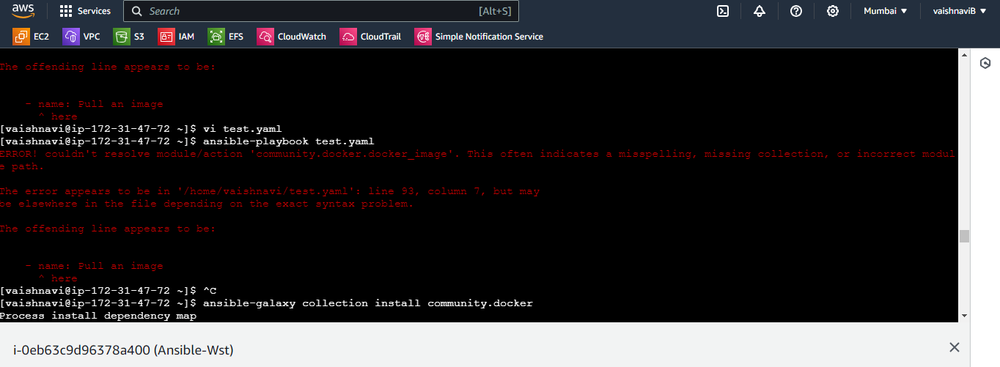 aws Services Search [Alt+S] Mumbai ▼ vaishnaviB ▼
EC2 VPC S3 IAM EFS CloudWatch CloudTrail Simple Notification Service
The offending line appears to be:
- name: Pull an image
^ here
[vaishnavi@ip-172-31-47-72 ~]$ vi test.yaml
[vaishnavi@ip-172-31-47-72 ~]$ ansible-playbook test.yaml
ERROR! couldn't resolve module/action 'community.docker.docker_image'. This often indicates a misspelling, missing collection, or incorrect modul
e path.
The error appears to be in '/home/vaishnavi/test.yaml': line 93, column 7, but may
be elsewhere in the file depending on the exact syntax problem.
The offending line appears to be:
- name: Pull an image
^ here
[vaishnavi@ip-172-31-47-72 ~]$ ^C
[vaishnavi@ip-172-31-47-72 ~]$ ansible-galaxy collection install community.docker
Process install dependency map
i-0eb63c9d96378a400 (Ansible-Wst)